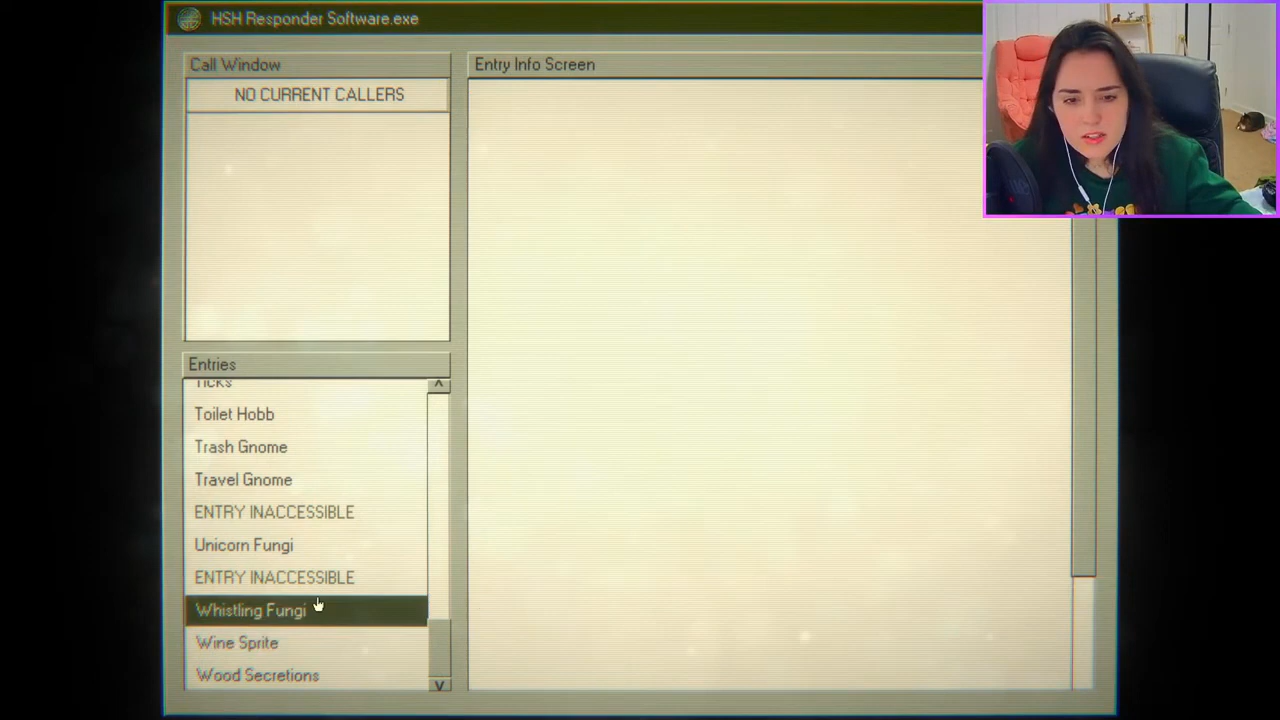 HSH Responder Software.exe
Call Window
NO CURRENT CALLERS
Entry Info Screen
Entries
Ticks
Toilet Hobb
Trash Gnome
Travel Gnome
ENTRY INACCESSIBLE
Unicorn Fungi
ENTRY INACCESSIBLE
Whistling Fungi
Wine Sprite
Wood Secretions